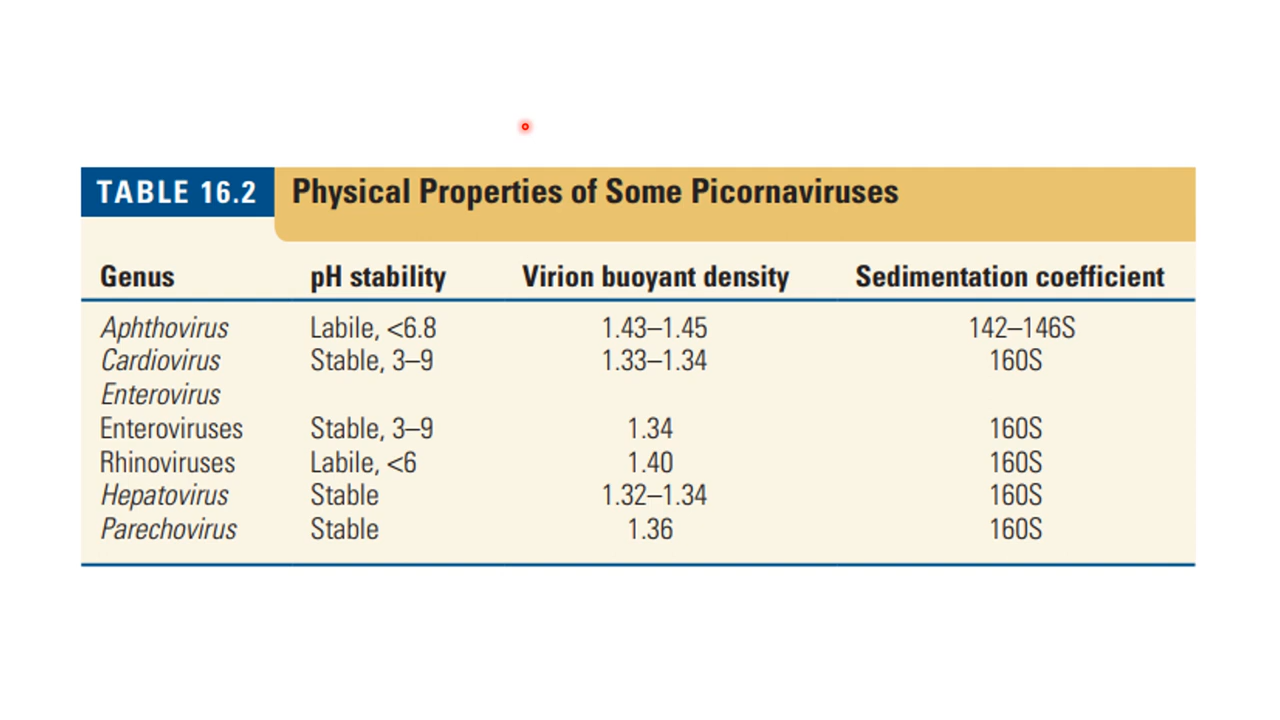 TABLE 16.2 Physical Properties of Some Picornaviruses
Genus pH stability Virion buoyant density Sedimentation coefficient
Aphthovirus Labile, <6.8 1.43–1.45 142–146S
Cardiovirus Stable, 3–9 1.33–1.34 160S
Enterovirus
Enteroviruses Stable, 3–9 1.34 160S
Rhinoviruses Labile, <6 1.40 160S
Hepatovirus Stable 1.32–1.34 160S
Parechovirus Stable 1.36 160S